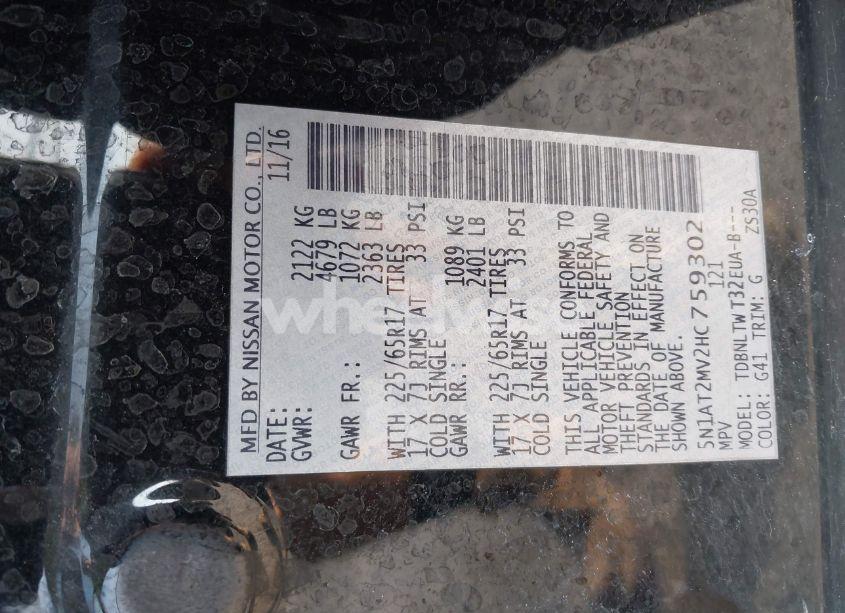 MFD BY NISSAN MOTOR CO., LTD.
DATE: 11/16
GVWR: 2122 KG
4679 LB
GAWR FR.: 1072 KG
2363 LB
WITH 225/65R17 TIRES
17 X 7J RIMS AT 33 PSI
COLD SINGLE
GAWR RR.: 1089 KG
2401 LB
WITH 225/65R17 TIRES
17 X 7J RIMS AT 33 PSI
COLD SINGLE
THIS VEHICLE CONFORMS TO
ALL APPLICABLE FEDERAL
MOTOR VEHICLE SAFETY AND
THEFT PREVENTION
STANDARDS IN EFFECT ON
THE DATE OF MANUFACTURE
SHOWN ABOVE.
5N1AT2MV2HC759302
MPV 121
MODEL: TDBNLTW T32EUA-B---
COLOR: G41 TRIM: G ZS30A